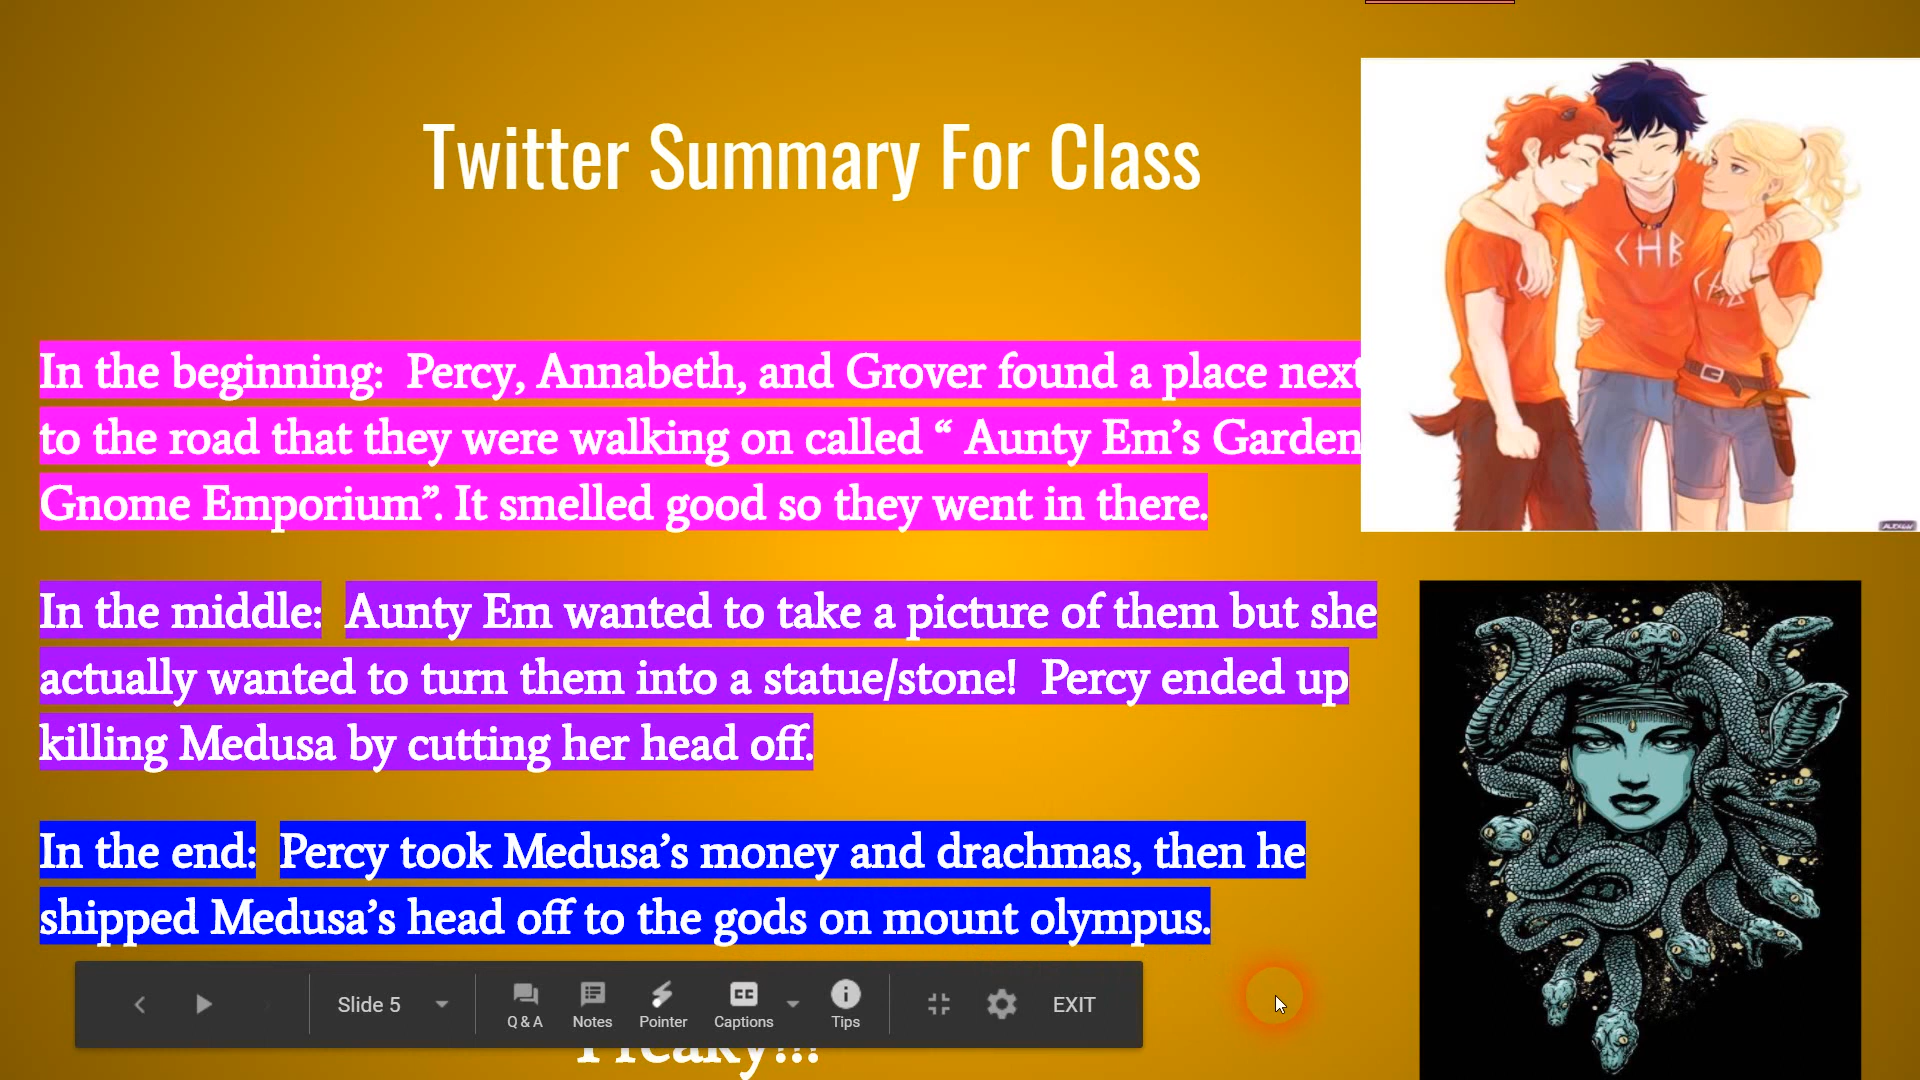 Twitter Summary For Class
CHB
CHB
In the beginning:  Percy, Annabeth, and Grover found a place next
to the road that they were walking on called “ Aunty Em’s Garden
Gnome Emporium”. It smelled good so they went in there.
In the middle:  Aunty Em wanted to take a picture of them but she
actually wanted to turn them into a statue/stone!  Percy ended up
killing Medusa by cutting her head off.
In the end:  Percy took Medusa’s money and drachmas, then he
shipped Medusa’s head off to the gods on mount olympus.
Slide 5
Q & A
Notes
Pointer
CC
Captions
Tips
EXIT
Freaky!!!